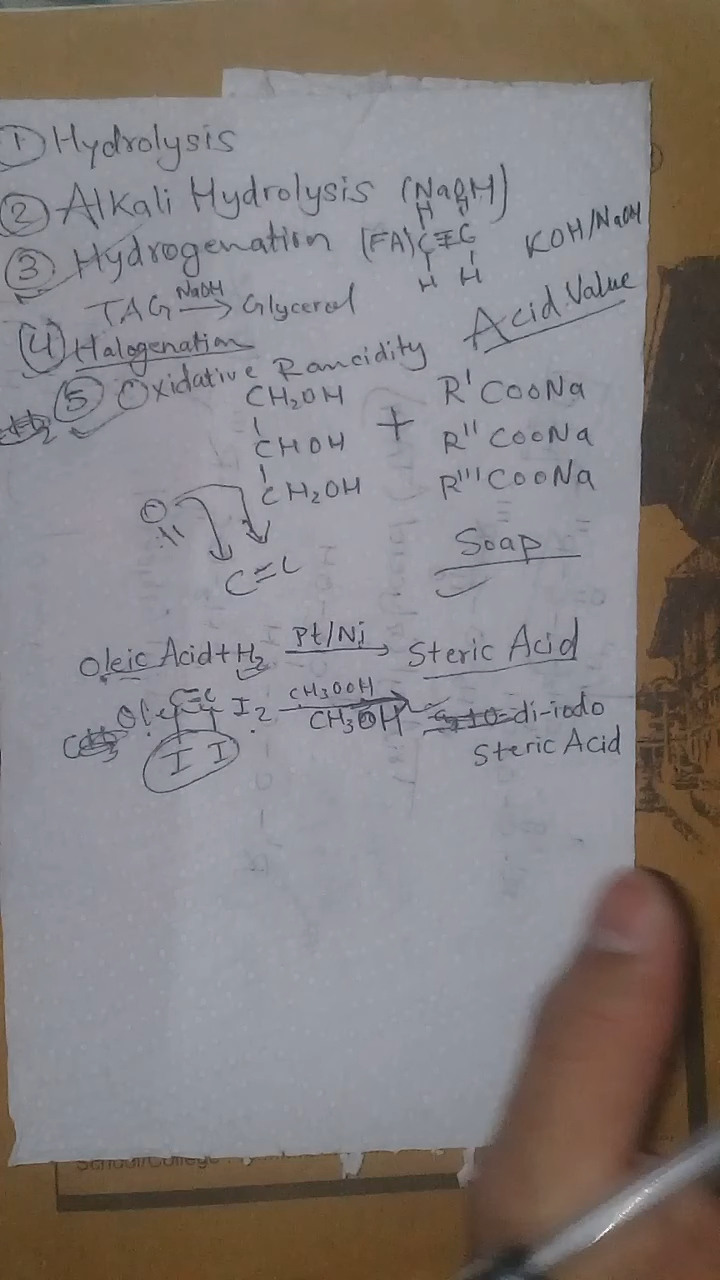 ① Hydrolysis
② Alkali Hydrolysis (NaOH)
③ Hydrogenation (FA)
H H
C = C
H H
KOH/NaOH
TAG NaOH → Glycerol
Acid Value
④ Halogenation
⑤ Oxidative Rancidity
CH2OH
CHOH
CH2OH
+
R' COONa
R'' COONa
R''' COONa
Soap
C=C
Oleic Acid + H2 Pt/Ni → Steric Acid
C=C I2 CH3OOH → di-iodo
CH3OH
I I
Steric Acid
School/College